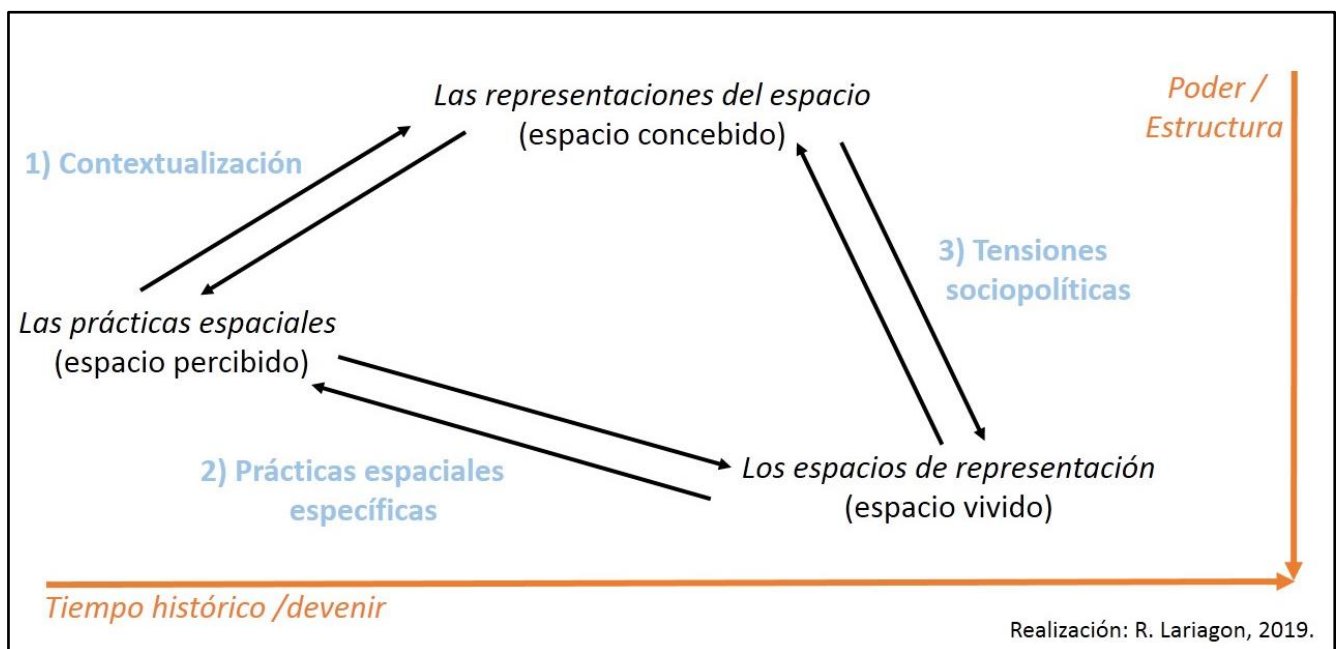 Las representaciones del espacio
(espacio concebido)
Poder /
Estructura
1) Contextualización
3) Tensiones
sociopolíticas
Las prácticas espaciales
(espacio percibido)
2) Prácticas espaciales
específicas
Los espacios de representación
(espacio vivido)
Tiempo histórico /devenir
Realización: R. Lariagon, 2019.